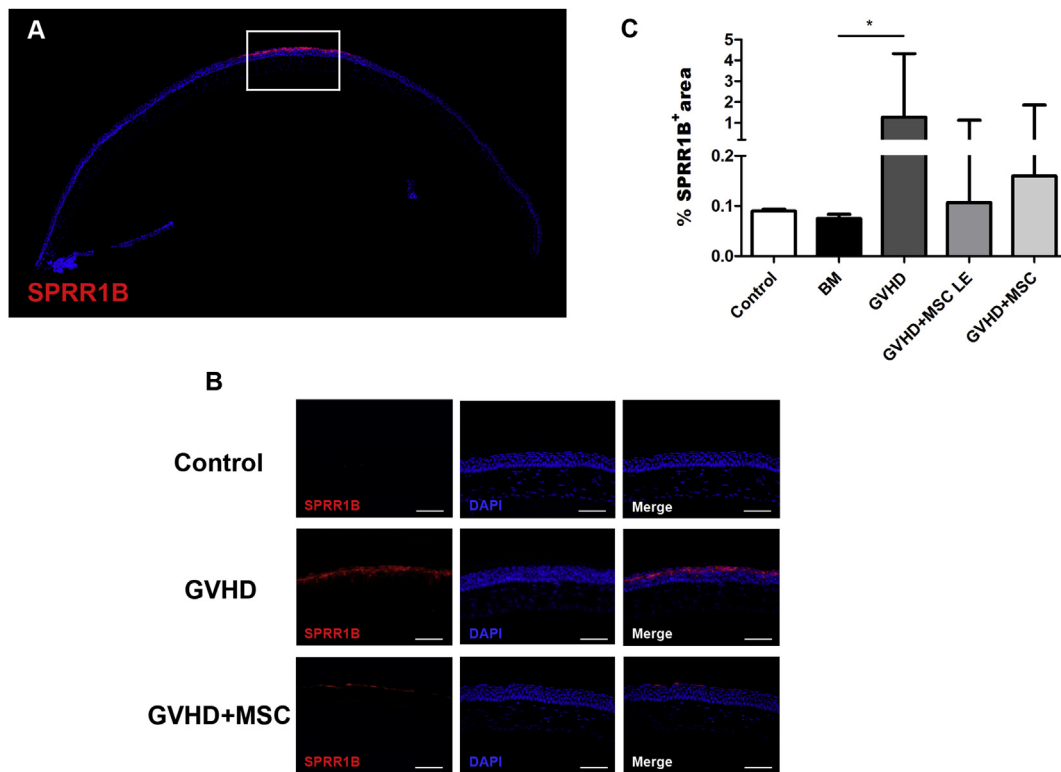 A
SPRR1B
C
*
% SPRR1B+ area
5
4
3
2
1
0.2
0.1
0.0
Control
BM
GVHD
GVHD+MSC LE
GVHD+MSC
B
Control
SPRR1B
DAPI
Merge
GVHD
SPRR1B
DAPI
Merge
GVHD+MSC
SPRR1B
DAPI
Merge